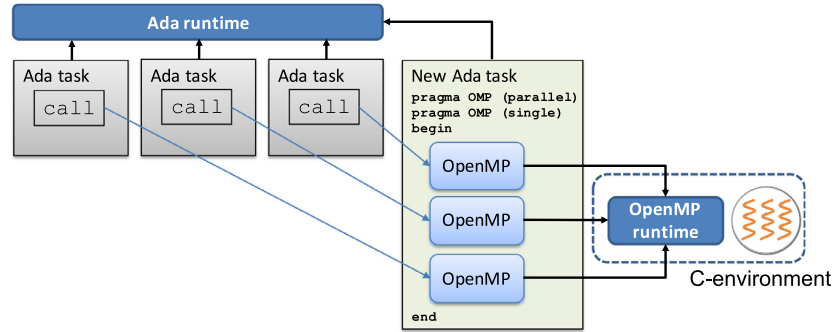 Ada runtime
Ada task
call
Ada task
call
Ada task
call
New Ada task
pragma OMP (parallel)
pragma OMP (single)
begin
OpenMP
OpenMP
OpenMP
end
OpenMP
runtime
C-environment